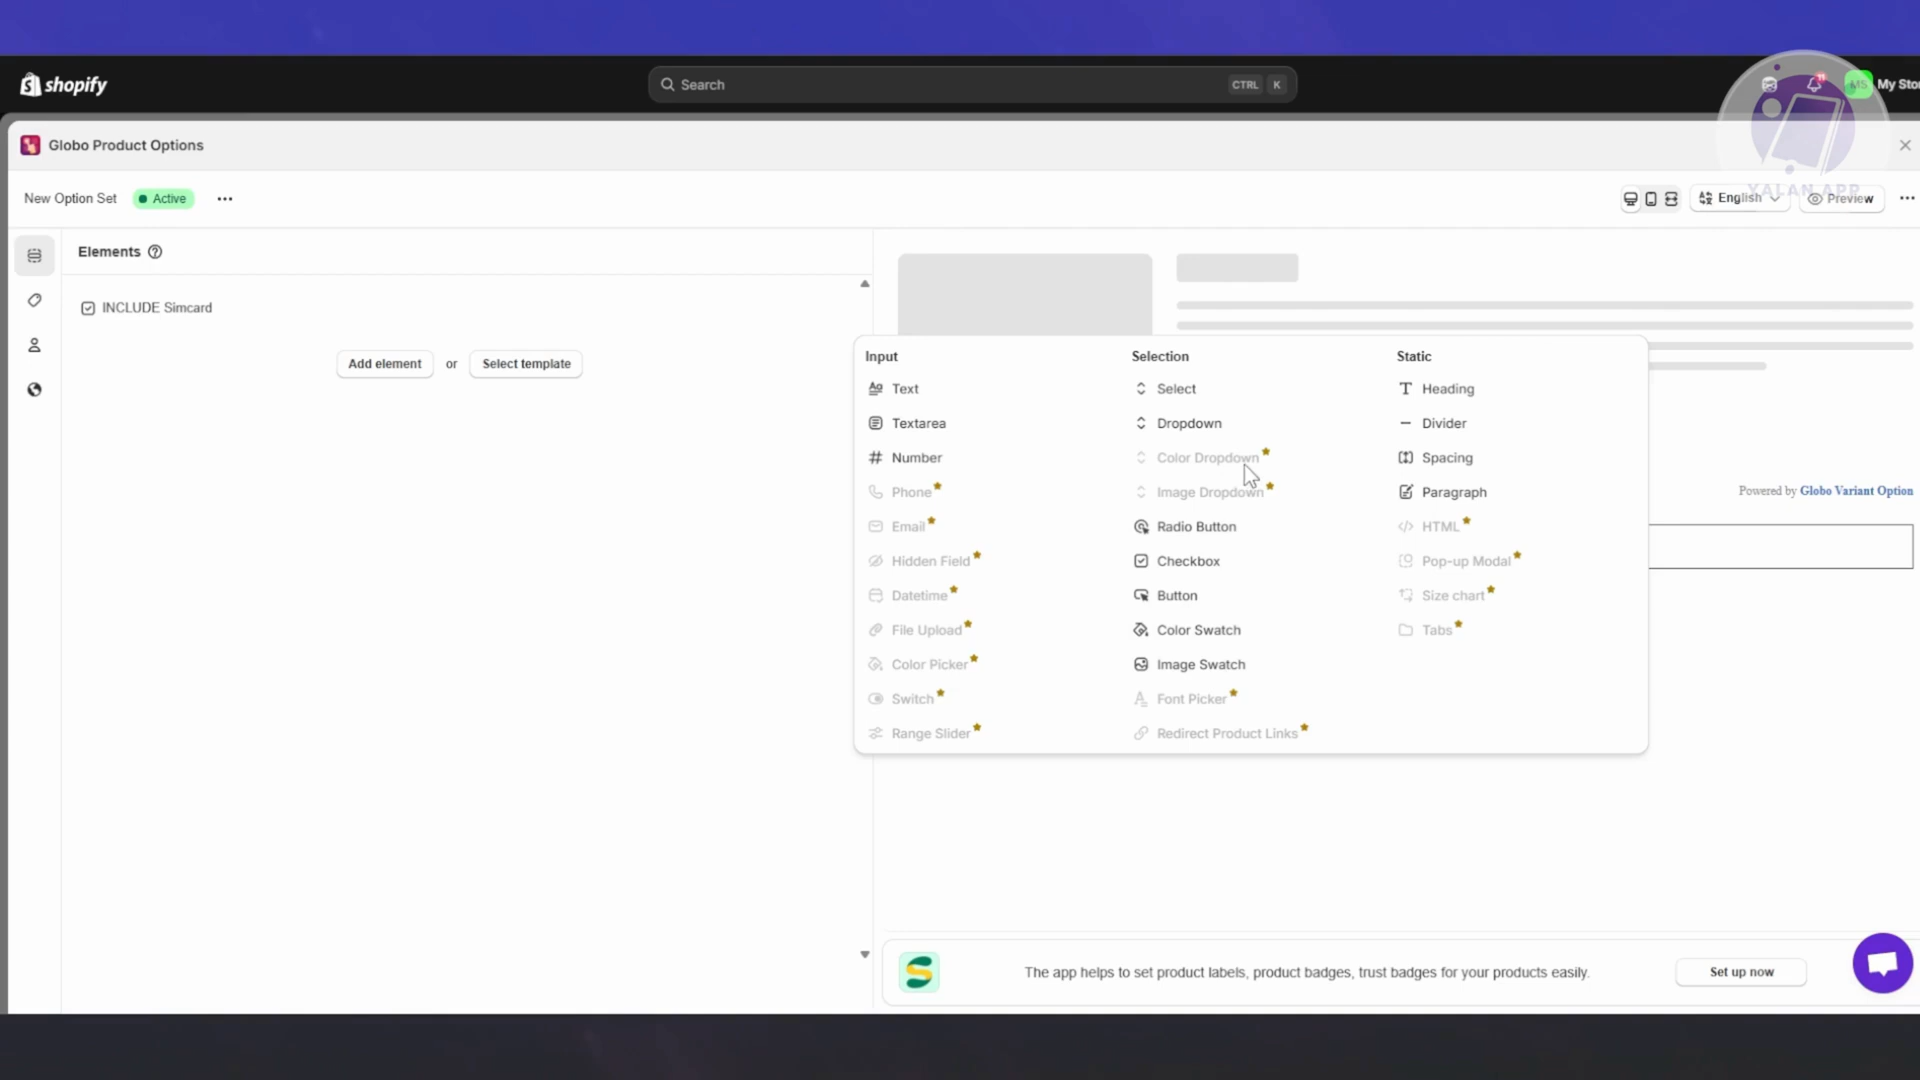 shopify
Search
CTRL K
MS My Sto
11
Globo Product Options
New Option Set
Active
English
Preview
YALAN APP
Elements
INCLUDE Simcard
Add element or Select template
Input
Text
Textarea
Number
Phone
Email
Hidden Field
Datetime
File Upload
Color Picker
Switch
Range Slider
Selection
Select
Dropdown
Color Dropdown
Image Dropdown
Radio Button
Checkbox
Button
Color Swatch
Image Swatch
Font Picker
Redirect Product Links
Static
Heading
Divider
Spacing
Paragraph
HTML
Pop-up Modal
Size chart
Tabs
Powered by Globo Variant Option
The app helps to set product labels, product badges, trust badges for your products easily.
Set up now